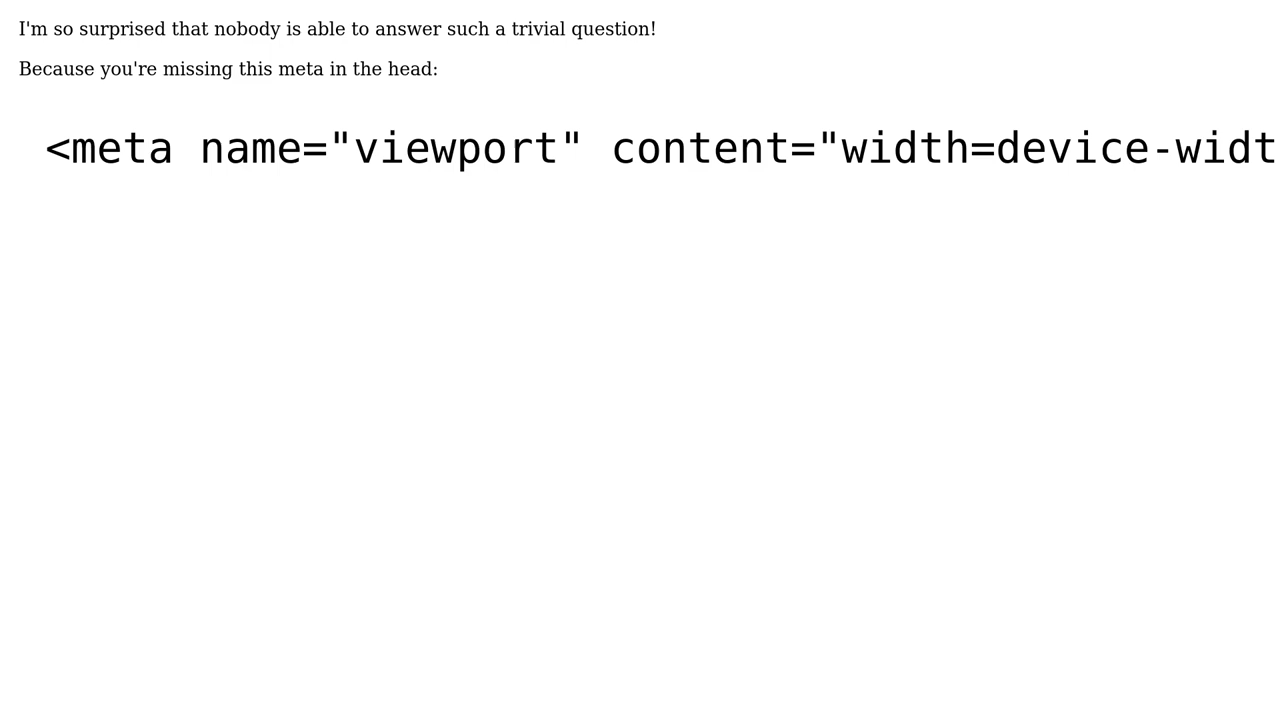 I'm so surprised that nobody is able to answer such a trivial question!
Because you're missing this meta in the head:
<meta name="viewport" content="width=device-widt